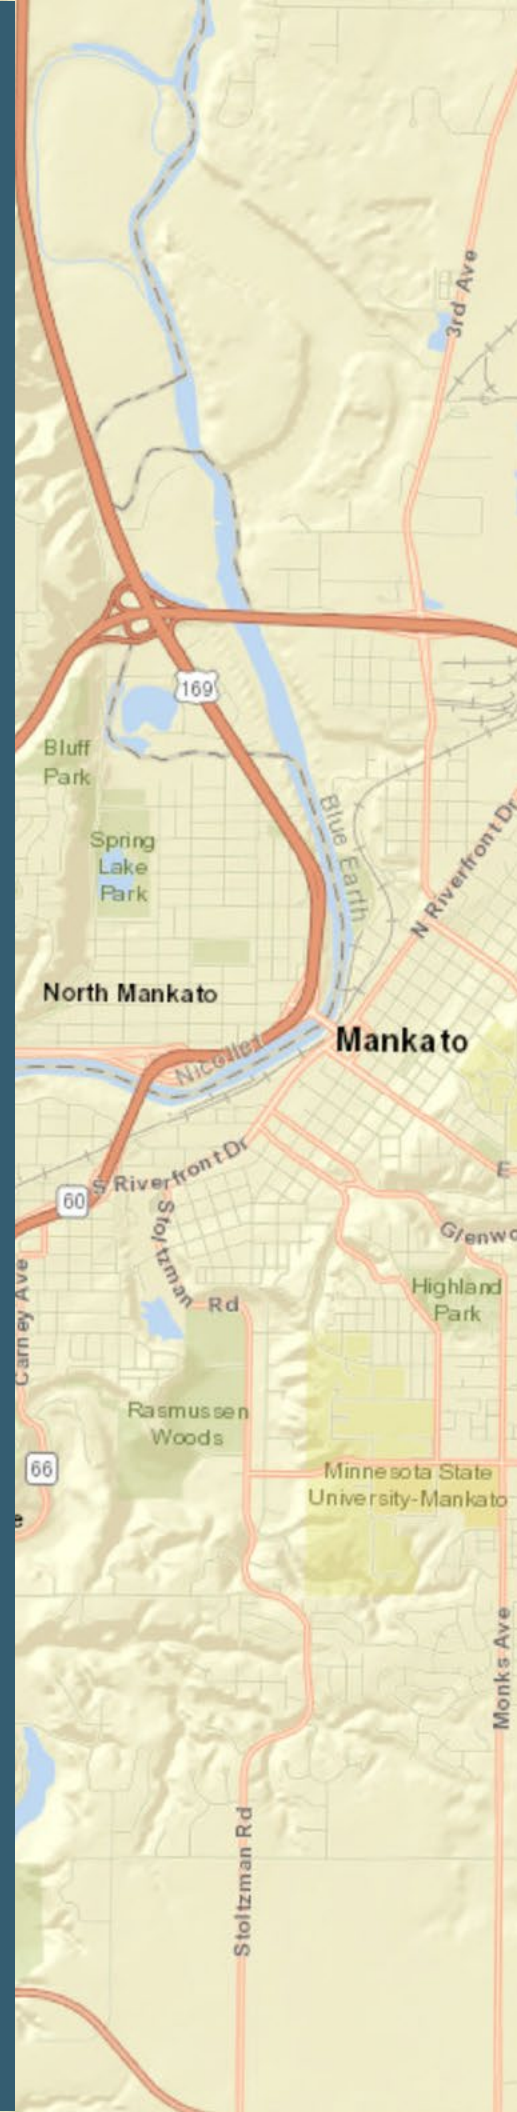 3rd Ave
169
Bluff
Park
Blue Earth
Spring
Lake
Park
N Riverfront Dr
North Mankato
Mankato
Nicollet
S Riverfront Dr
E
60
Stoltzman
Rd
Glenwo
Carney Ave
Highland
Park
Rasmussen
Woods
66
Minnesota State
University-Mankato
e
Monks Ave
Stoltzman Rd